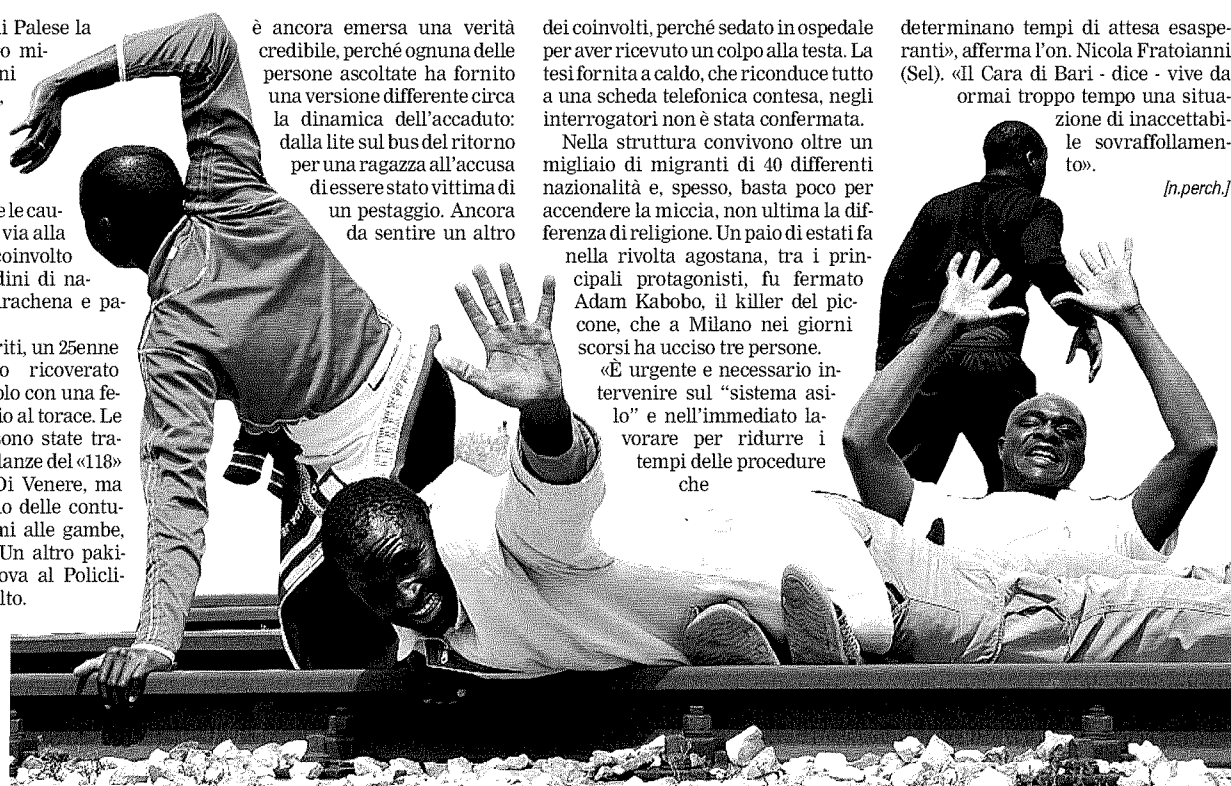 i Palese la
o mi-
ni
,
e le cau-
via alla
coinvolto
dini di na-
arachena e pa-
riti, un 25enne
o ricoverato
olo con una fe-
io al torace. Le
sono state tra-
lanze del «118»
Di Venere, ma
o delle contu-
ni alle gambe,
Un altro paki-
ova al Policli-
lto.
è ancora emersa una verità
credibile, perché ognuna delle
persone ascoltate ha fornito
una versione differente circa
la dinamica dell'accaduto:
dalla lite sul bus del ritorno
per una ragazza all'accusa
di essere stato vittima di
un pestaggio. Ancora
da sentire un altro
dei coinvolti, perché sedato in ospedale
per aver ricevuto un colpo alla testa. La
tesi fornita a caldo, che riconduce tutto
a una scheda telefonica contesa, negli
interrogatori non è stata confermata.
Nella struttura convivono oltre un
migliaio di migranti di 40 differenti
nazionalità e, spesso, basta poco per
accendere la miccia, non ultima la dif-
ferenza di religione. Un paio di estati fa
nella rivolta agostana, tra i prin-
cipali protagonisti, fu fermato
Adam Kabobo, il killer del pic-
cone, che a Milano nei giorni
scorsi ha ucciso tre persone.
«È urgente e necessario in-
tervenire sul “sistema asi-
lo” e nell'immediato la-
vorare per ridurre i
tempi delle procedure
che
determinano tempi di attesa esaspe-
ranti», afferma l'on. Nicola Fratoianni
(Sel). «Il Cara di Bari - dice - vive da
ormai troppo tempo una situa-
zione di inaccettabi-
le sovraffollamen-
to».
[n.perch.]